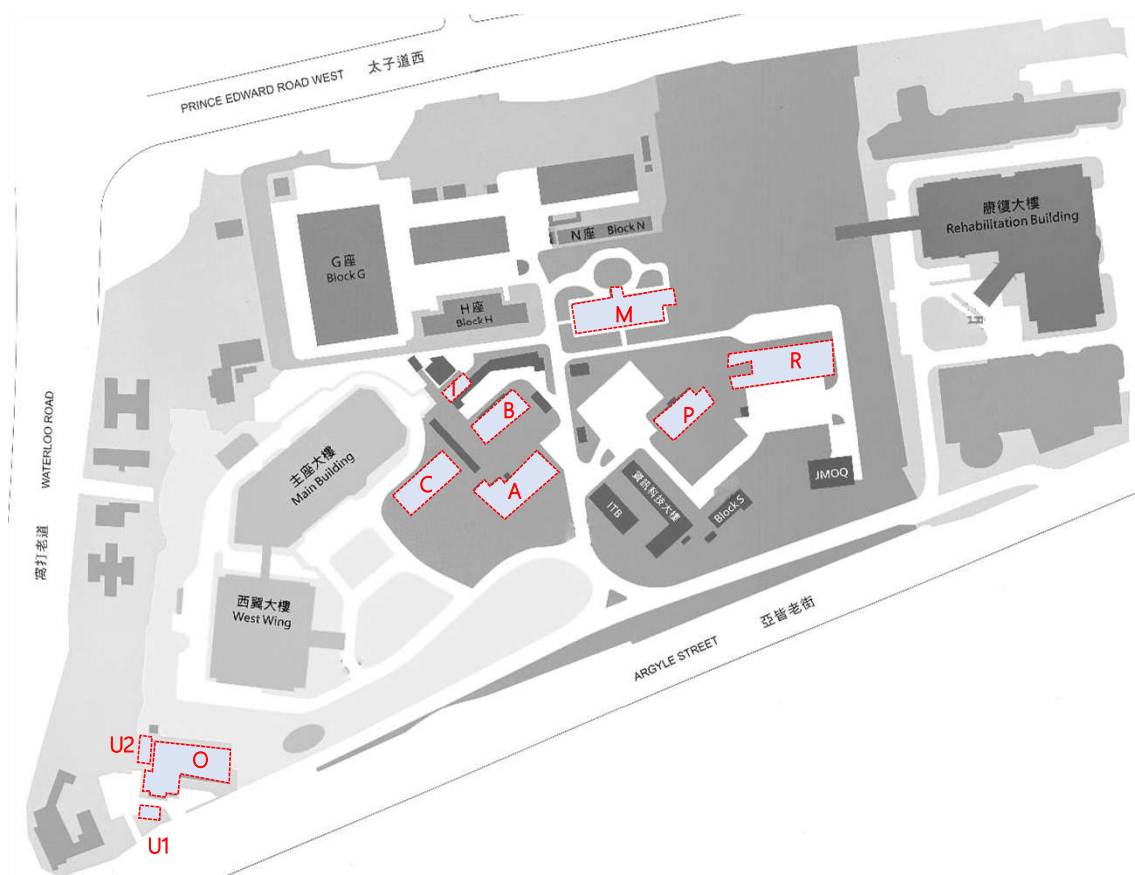 PRINCE EDWARD ROAD WEST 太子道西
康復大樓
Rehabilitation Building
N座 Block N
G座
Block G
H座
Block H
M
R
I
B
P
WATERLOO ROAD
窩打老道
主座大樓
Main Building
C
A
資訊科技大樓
ITB
JMOQ
Block S
西翼大樓
West Wing
ARGYLE STREET 亞皆老街
U2
O
U1